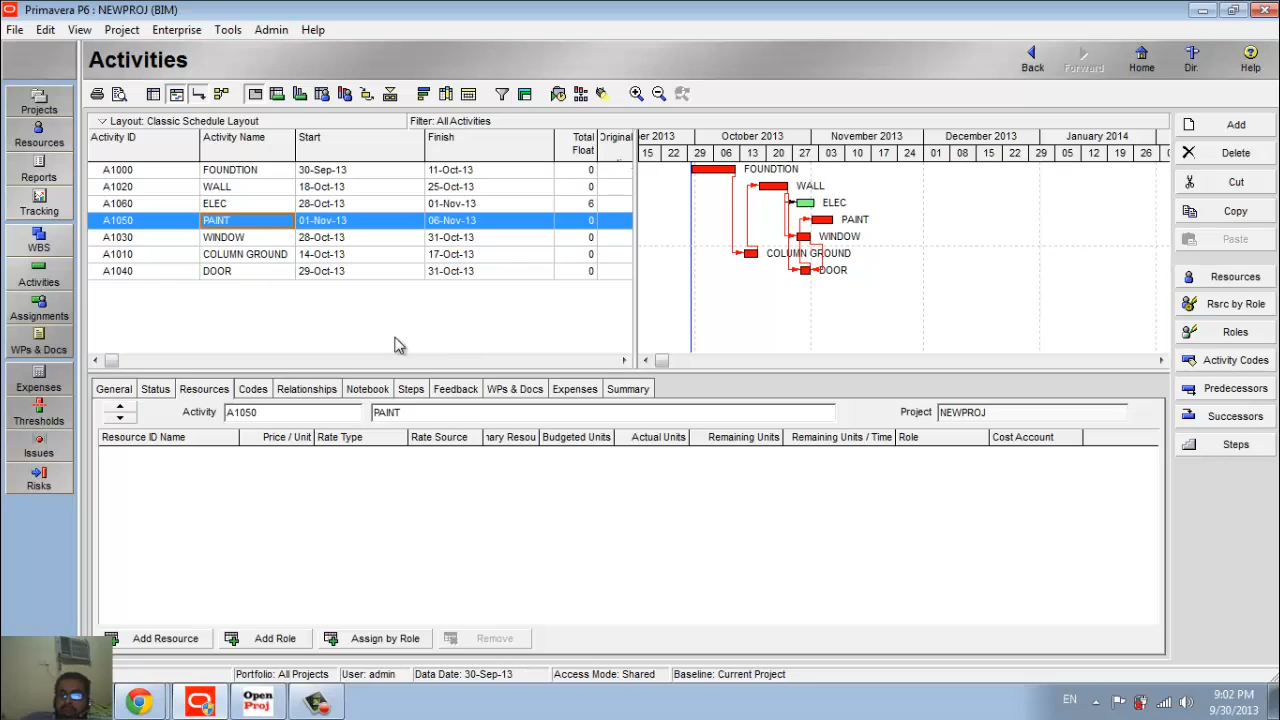 Primavera P6 : NEWPROJ (BIM)
File Edit View Project Enterprise Tools Admin Help
Activities
Back Forward Home Dir. Help
Layout: Classic Schedule Layout Filter: All Activities
Activity ID Activity Name Start Finish Total Float Original
er 2013 October 2013 November 2013 December 2013 January 2014
15 22 29 06 13 20 27 03 10 17 24 01 08 15 22 29 05 12 19 26 0
A1000 FOUNDTION 30-Sep-13 11-Oct-13 0 FOUNDTION
A1020 WALL 18-Oct-13 25-Oct-13 0 WALL
A1060 ELEC 28-Oct-13 01-Nov-13 6 ELEC
A1050 PAINT 01-Nov-13 06-Nov-13 0 PAINT
A1030 WINDOW 28-Oct-13 31-Oct-13 0 WINDOW
A1010 COLUMN GROUND 14-Oct-13 17-Oct-13 0 COLUMN GROUND
A1040 DOOR 29-Oct-13 31-Oct-13 0 DOOR
Projects
Resources
Reports
Tracking
WBS
Activities
Assignments
WPs & Docs
Expenses
Thresholds
Issues
Risks
Add
Delete
Cut
Copy
Paste
Resources
Rsrc by Role
Roles
Activity Codes
Predecessors
Successors
Steps
General Status Resources Codes Relationships Notebook Steps Feedback WPs & Docs Expenses Summary
Activity A1050 PAINT Project NEWPROJ
Resource ID Name Price / Unit Rate Type Rate Source nary Resou Budgeted Units Actual Units Remaining Units Remaining Units / Time Role Cost Account
Add Resource Add Role Assign by Role Remove
Portfolio: All Projects User: admin Data Date: 30-Sep-13 Access Mode: Shared Baseline: Current Project
Open
Proj
EN
9:02 PM
9/30/2013